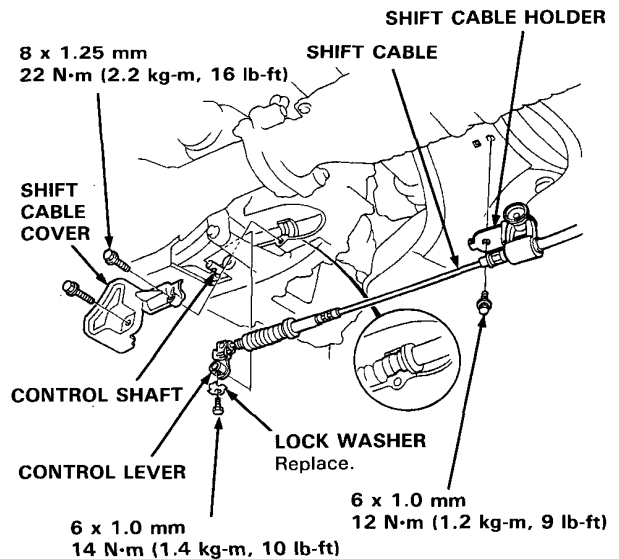 SHIFT CABLE HOLDER
SHIFT CABLE
8 x 1.25 mm
22 N·m (2.2 kg-m, 16 lb-ft)
SHIFT
CABLE
COVER
CONTROL SHAFT
CONTROL LEVER
LOCK WASHER
Replace.
6 x 1.0 mm
14 N·m (1.4 kg-m, 10 lb-ft)
6 x 1.0 mm
12 N·m (1.2 kg-m, 9 lb-ft)